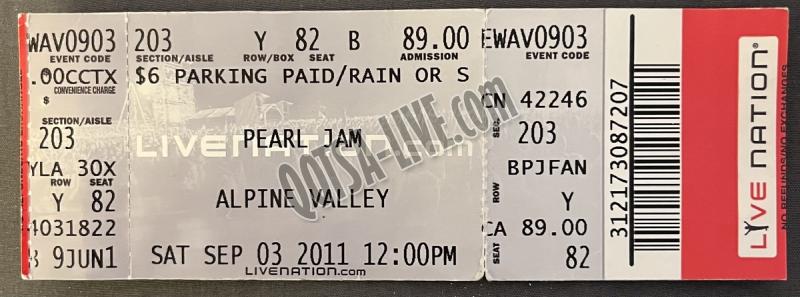 EWAV0903
EVENT CODE
.00CCTX
CONVENIENCE CHARGE
$
SECTION/AISLE
203
YLA 30X
ROW SEAT
Y 82
4031822
9JUN1
203 Y 82 B 89.00
SECTION/AISLE ROW/BOX SEAT ADMISSION
$6 PARKING PAID/RAIN OR S
PEARL JAM
LIVENATION.com
ALPINE VALLEY
SAT SEP 03 2011 12:00PM
LIVENATION.com
QOTSA-LIVE.COM
EWAV0903
EVENT CODE
CN 42246
SEC.
203
BPJFAN
ROW
Y
CA 89.00
SEAT
82
312173087207
LIVE NATION®
NO REFUNDS/NO EXCHANGES